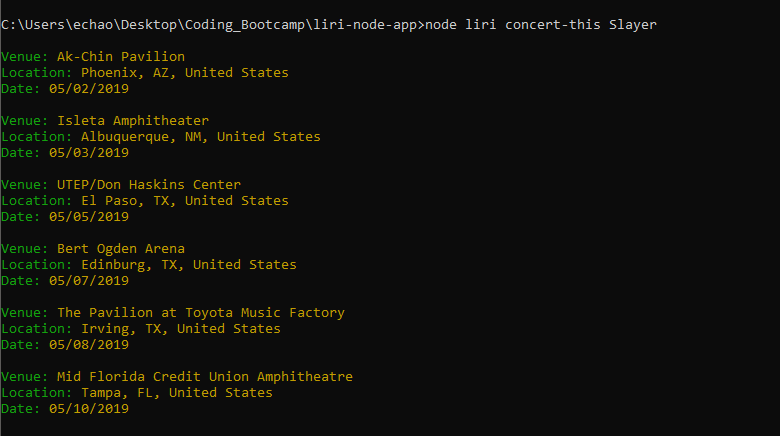 C:\Users\echao\Desktop\Coding_Bootcamp\liri-node-app>node liri concert-this Slayer
Venue: Ak-Chin Pavilion
Location: Phoenix, AZ, United States
Date: 05/02/2019
Venue: Isleta Amphitheater
Location: Albuquerque, NM, United States
Date: 05/03/2019
Venue: UTEP/Don Haskins Center
Location: El Paso, TX, United States
Date: 05/05/2019
Venue: Bert Ogden Arena
Location: Edinburg, TX, United States
Date: 05/07/2019
Venue: The Pavilion at Toyota Music Factory
Location: Irving, TX, United States
Date: 05/08/2019
Venue: Mid Florida Credit Union Amphitheatre
Location: Tampa, FL, United States
Date: 05/10/2019